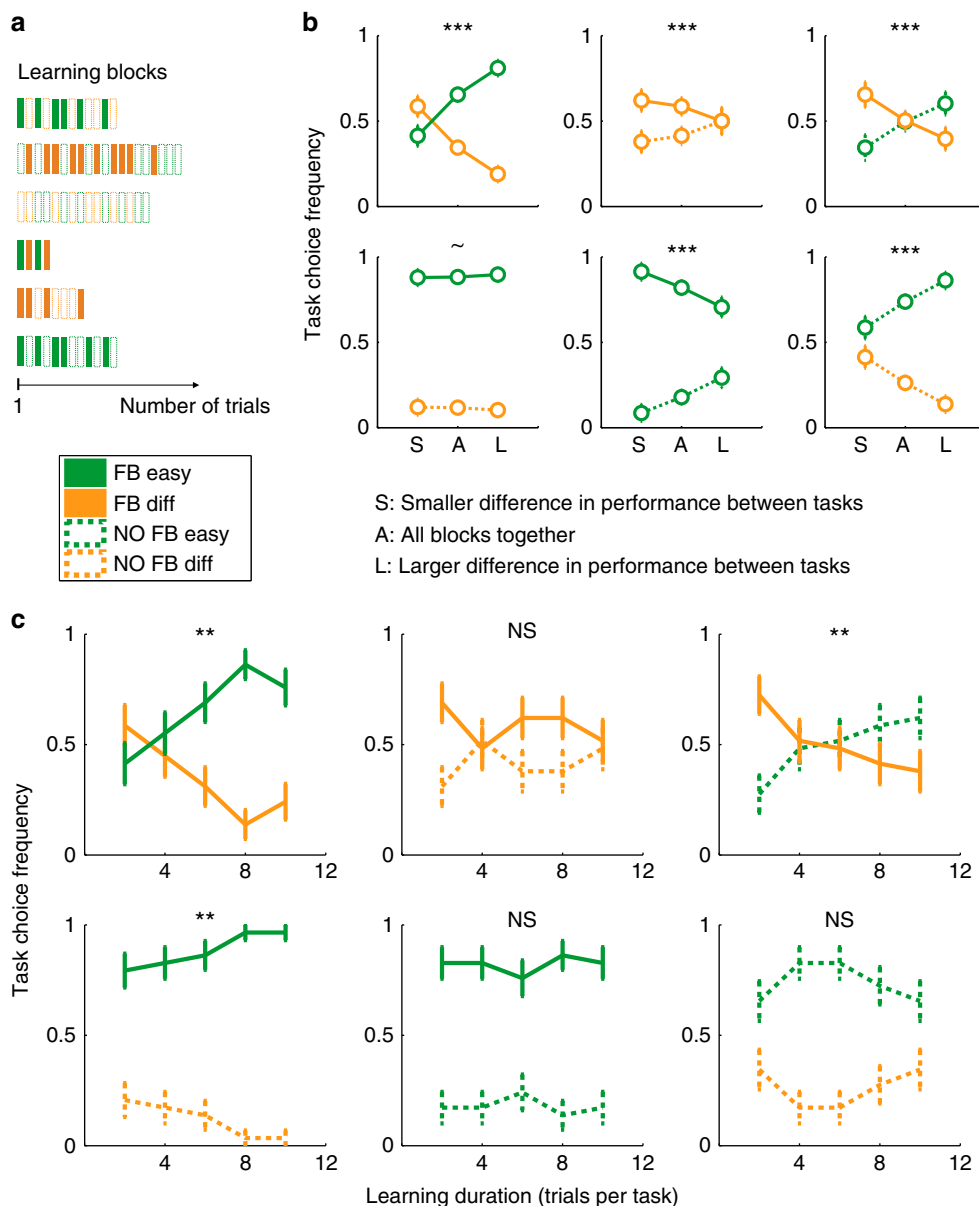 a
Learning blocks
1
Number of trials
FB easy
FB diff
NO FB easy
NO FB diff
b
Task choice frequency
1
0.5
0
***
1
0.5
0
***
1
0.5
0
***
1
0.5
0
~
S A L
1
0.5
0
***
S A L
1
0.5
0
***
S A L
S: Smaller difference in performance between tasks
A: All blocks together
L: Larger difference in performance between tasks
c
Task choice frequency
1
0.5
0
**
4 8 12
1
0.5
0
NS
4 8 12
1
0.5
0
**
4 8 12
1
0.5
0
**
4 8 12
1
0.5
0
NS
4 8 12
1
0.5
0
NS
4 8 12
Learning duration (trials per task)